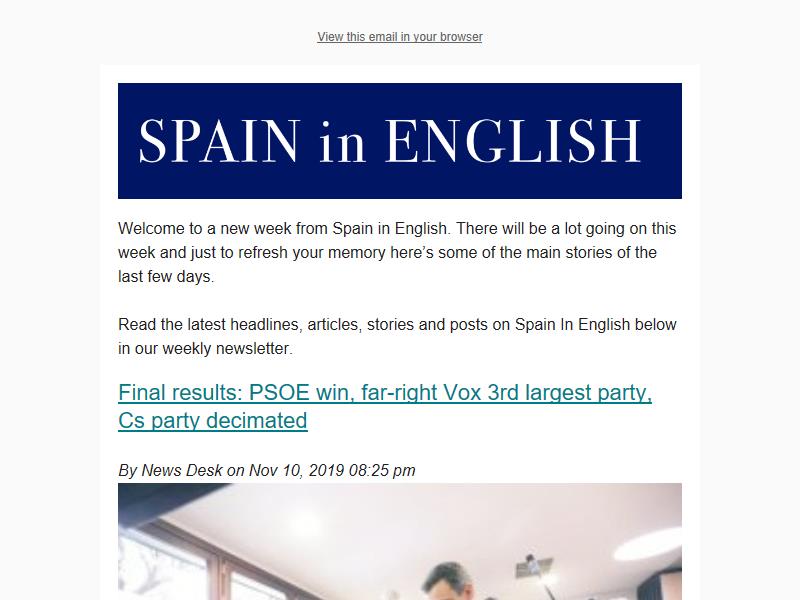 View this email in your browser
SPAIN in ENGLISH
Welcome to a new week from Spain in English. There will be a lot going on this
week and just to refresh your memory here’s some of the main stories of the
last few days.
Read the latest headlines, articles, stories and posts on Spain In English below
in our weekly newsletter.
Final results: PSOE win, far-right Vox 3rd largest party,
Cs party decimated
By News Desk on Nov 10, 2019 08:25 pm